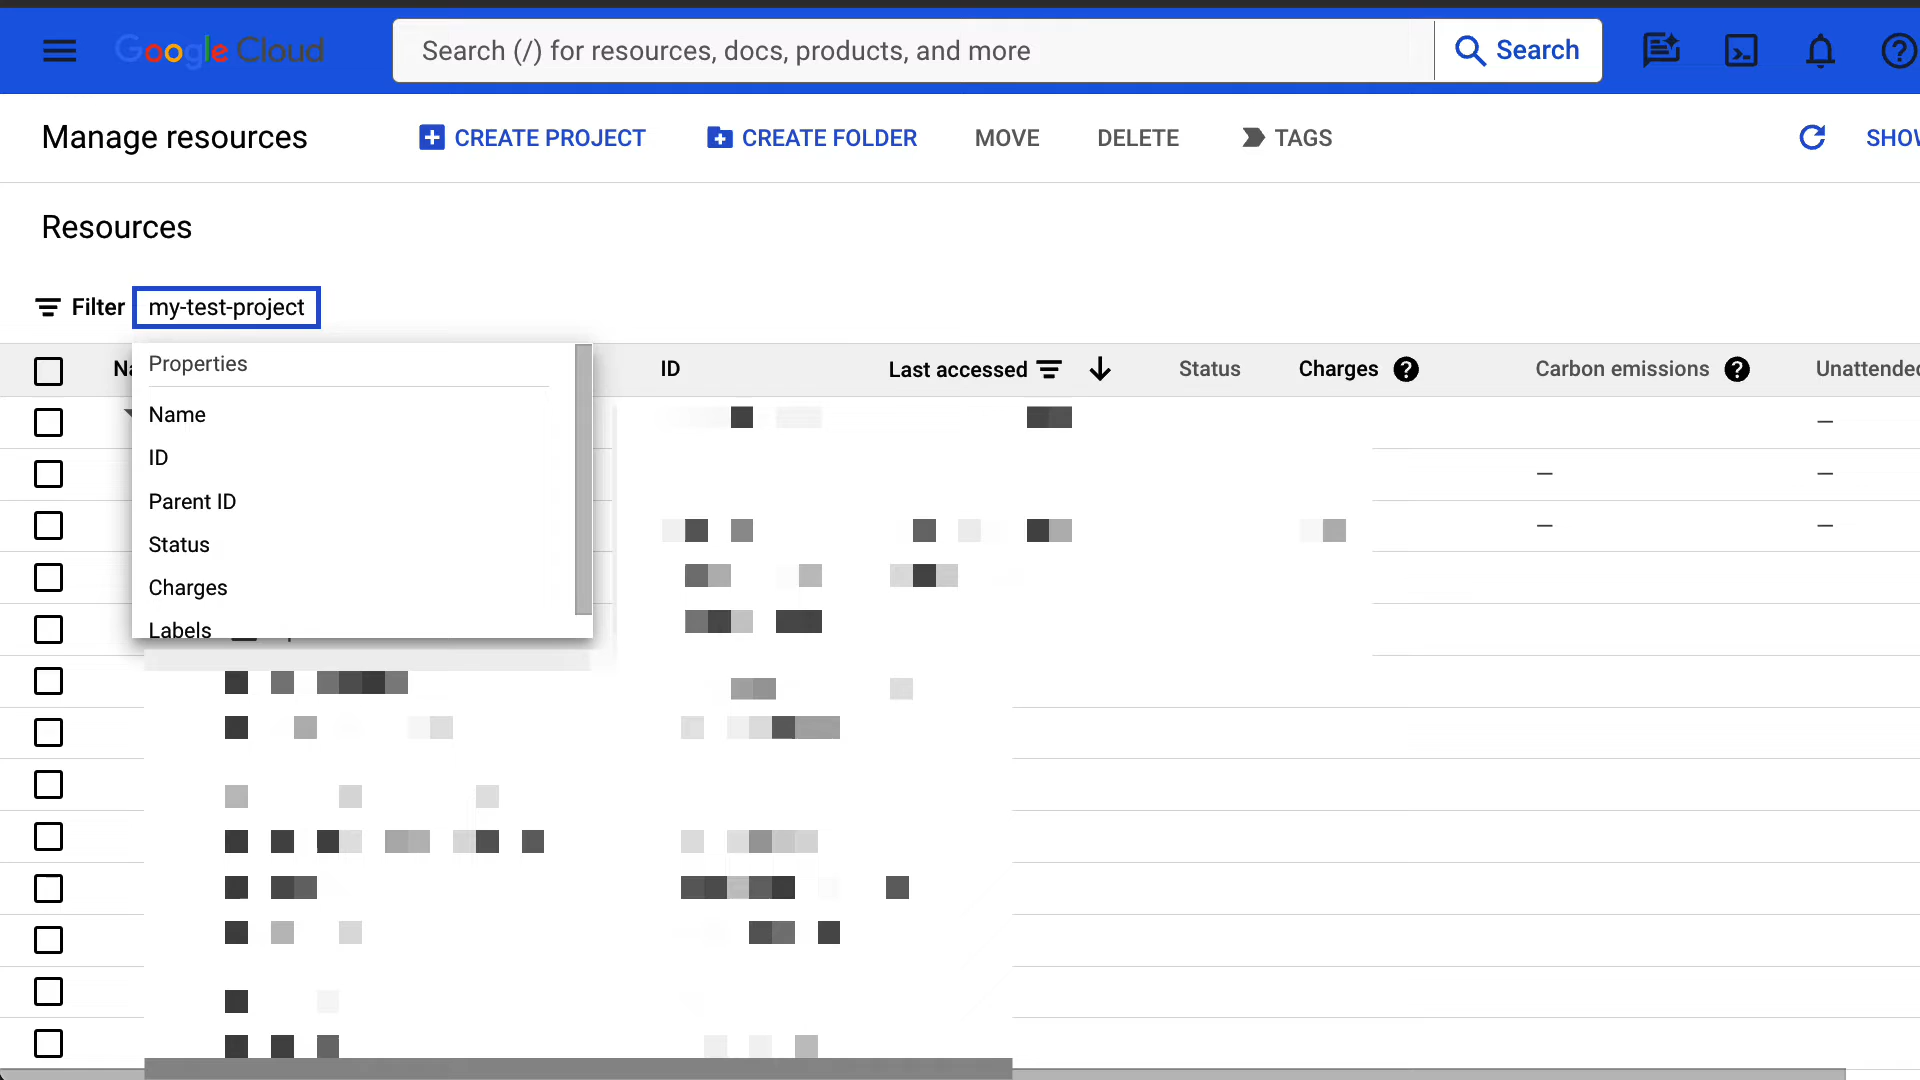 Google Cloud
Search (/) for resources, docs, products, and more
Search
Manage resources
CREATE PROJECT
CREATE FOLDER
MOVE
DELETE
TAGS
SHOW
Resources
Filter
my-test-project
ID
Last accessed
Status
Charges
Carbon emissions
Unattended
Properties
Name
ID
Parent ID
Status
Charges
Labels